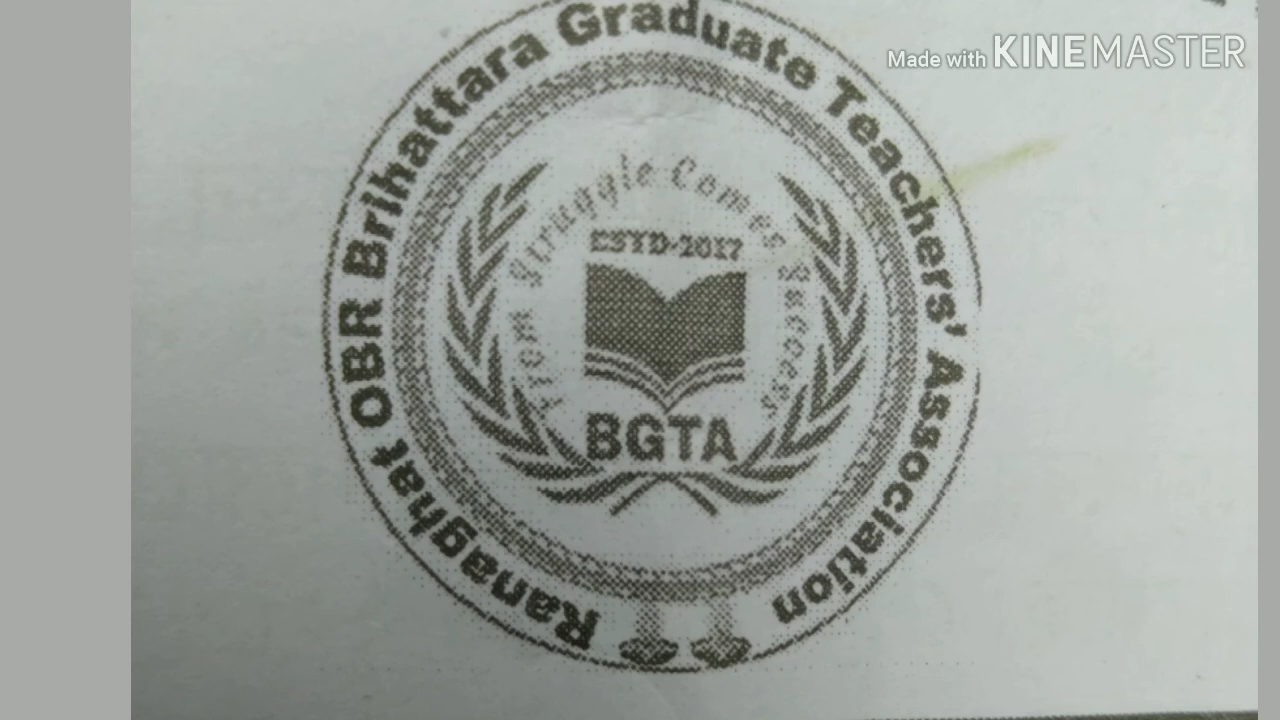 Made with KINEMASTER
Ranaghat OBR Brihattara Graduate Teachers' Association
From Struggle Comes Success
ESTD-2017
BGTA